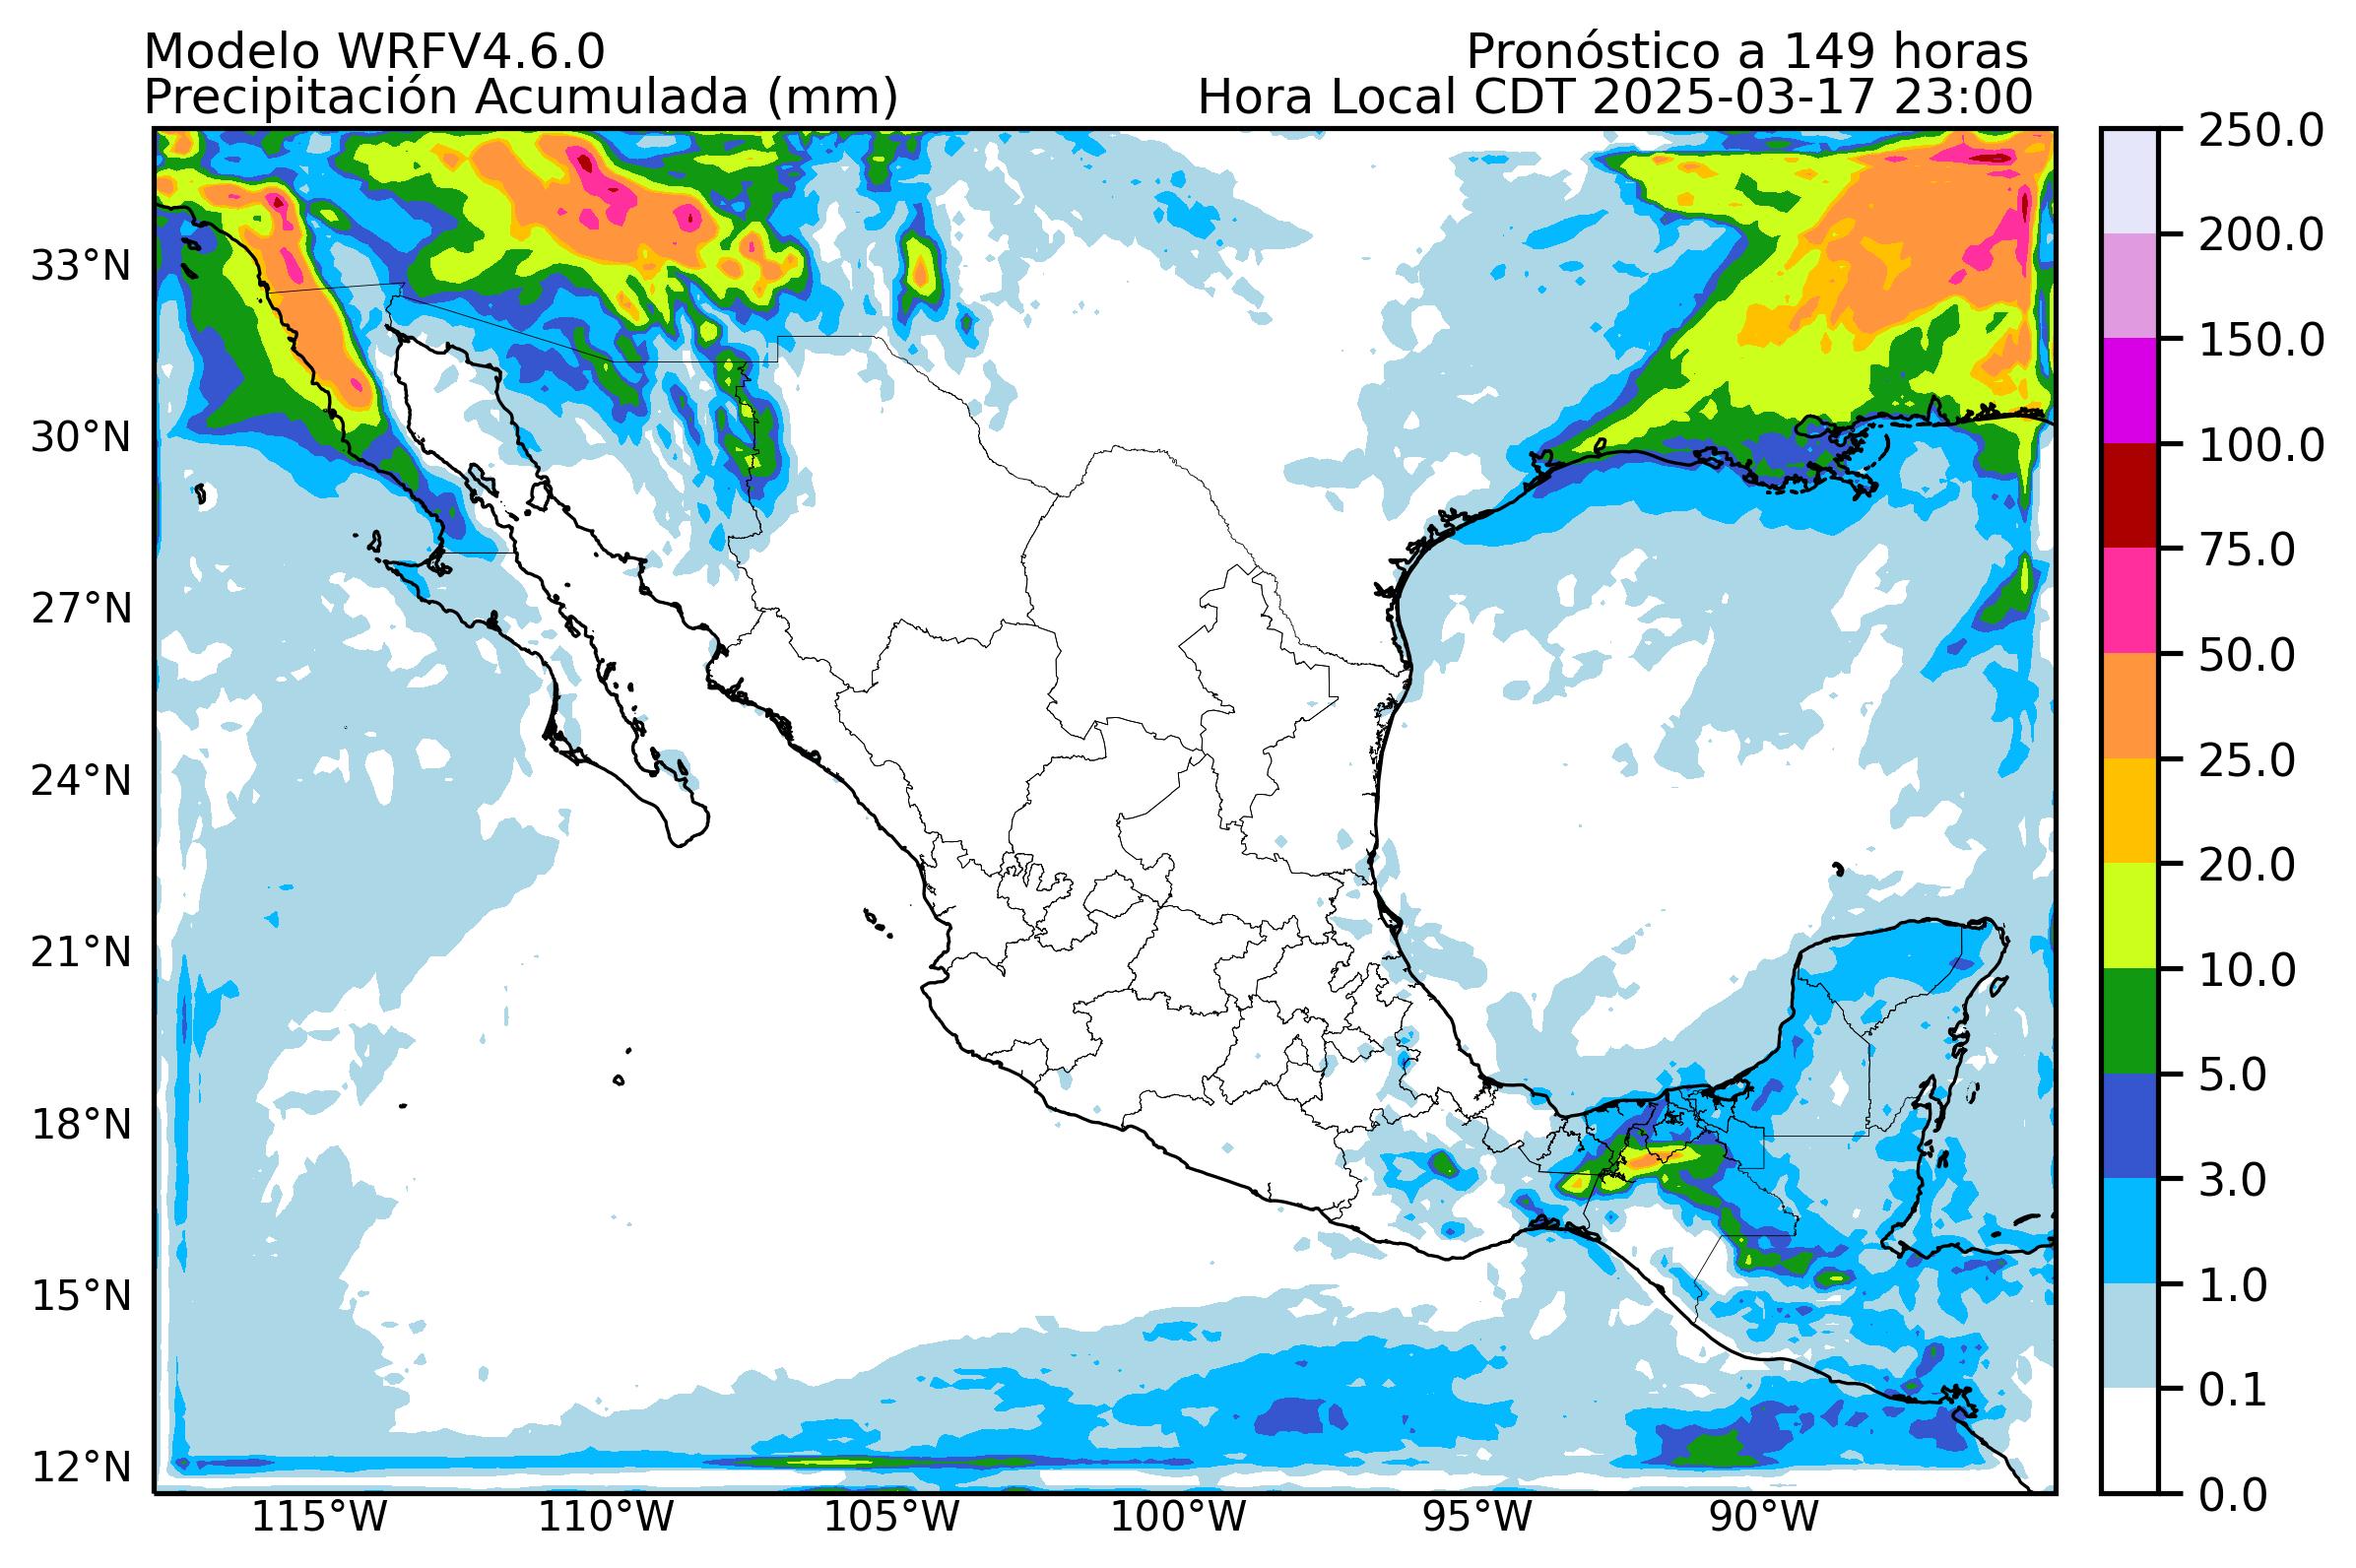 Modelo WRFV4.6.0
Pronóstico a 149 horas
Precipitación Acumulada (mm)
Hora Local CDT 2025-03-17 23:00
33°N
30°N
27°N
24°N
21°N
18°N
15°N
12°N
115°W
110°W
105°W
100°W
95°W
90°W
250.0
200.0
150.0
100.0
75.0
50.0
25.0
20.0
10.0
5.0
3.0
1.0
0.1
0.0